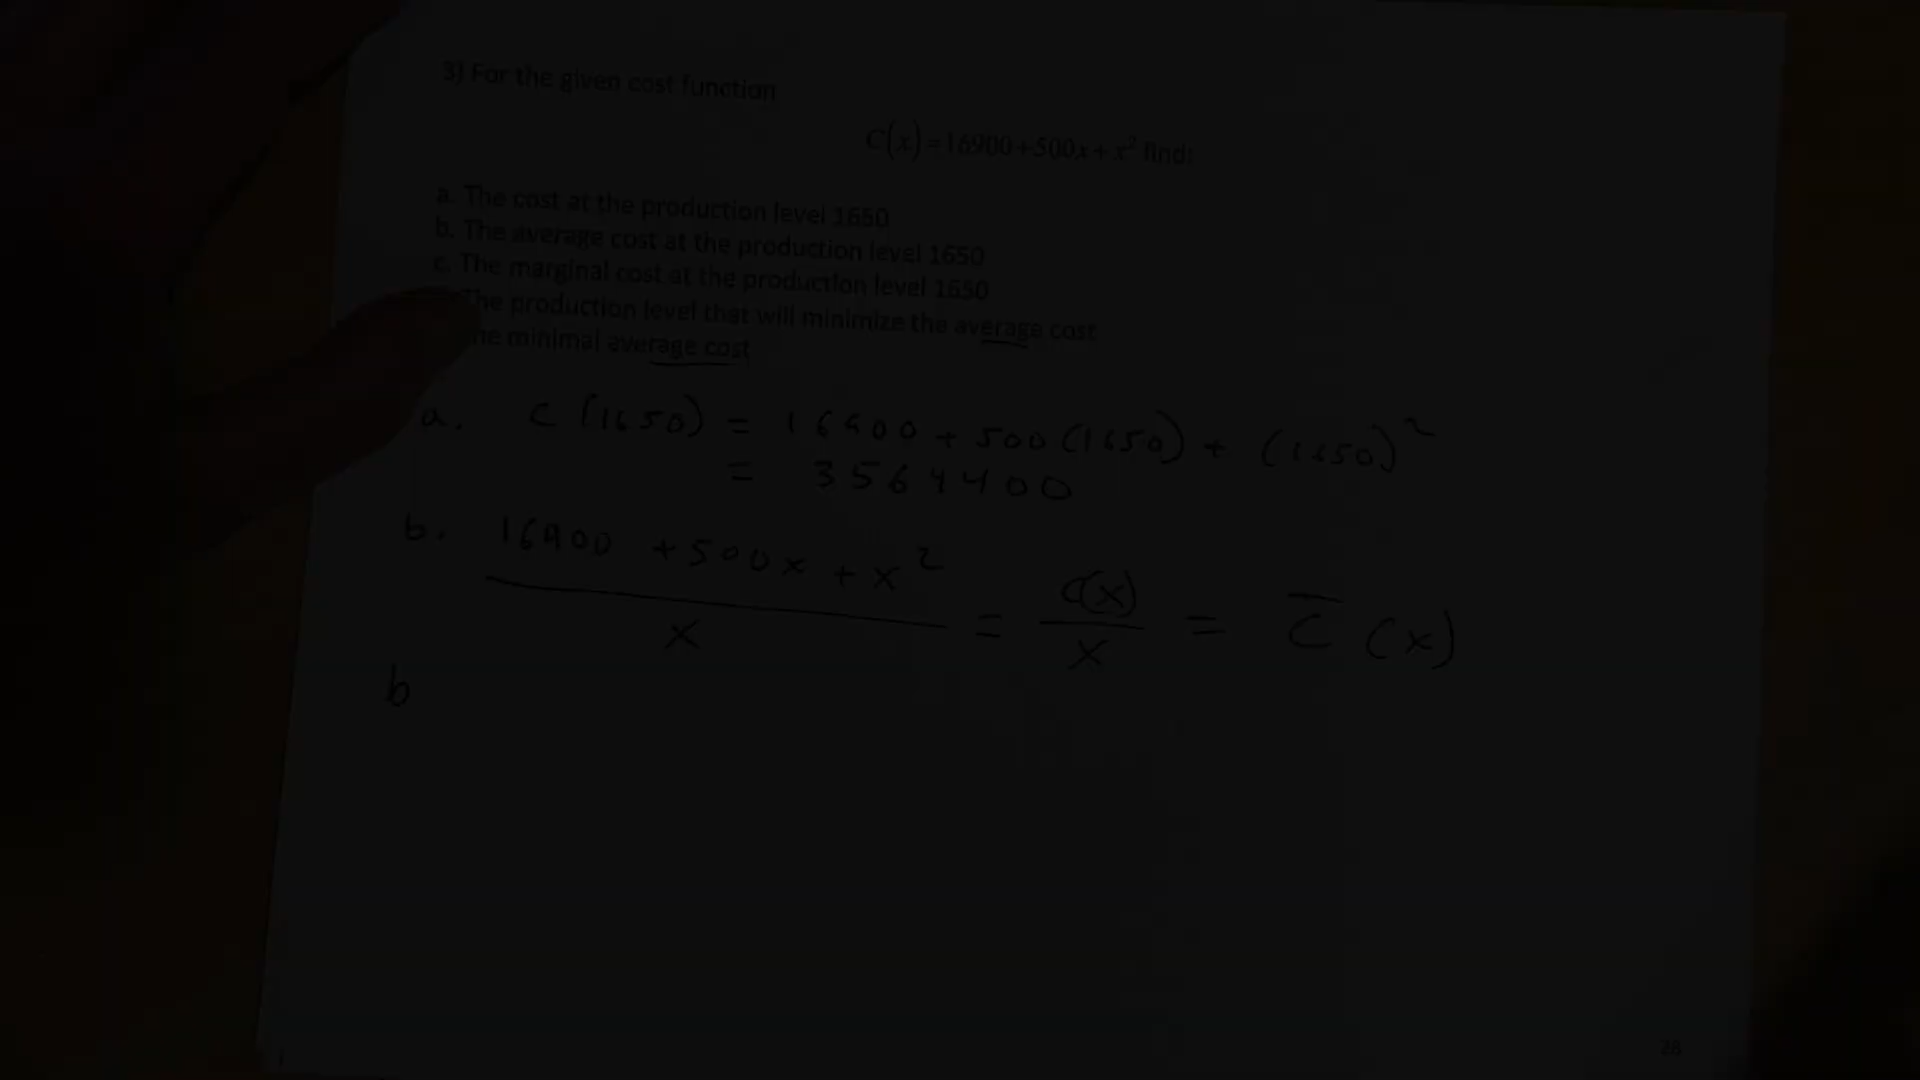 3) For the given cost function
C(x) = 16900 + 500x + x² find:
a. The cost at the production level 1650
b. The average cost at the production level 1650
c. The marginal cost at the production level 1650
The production level that will minimize the average cost
he minimal average cost
a. C(1650) = 16900 + 500(1650) + (1650)²
= 3564400
b. 16900 + 500x + x² / x = C(x) / x = C̅(x)
b
28